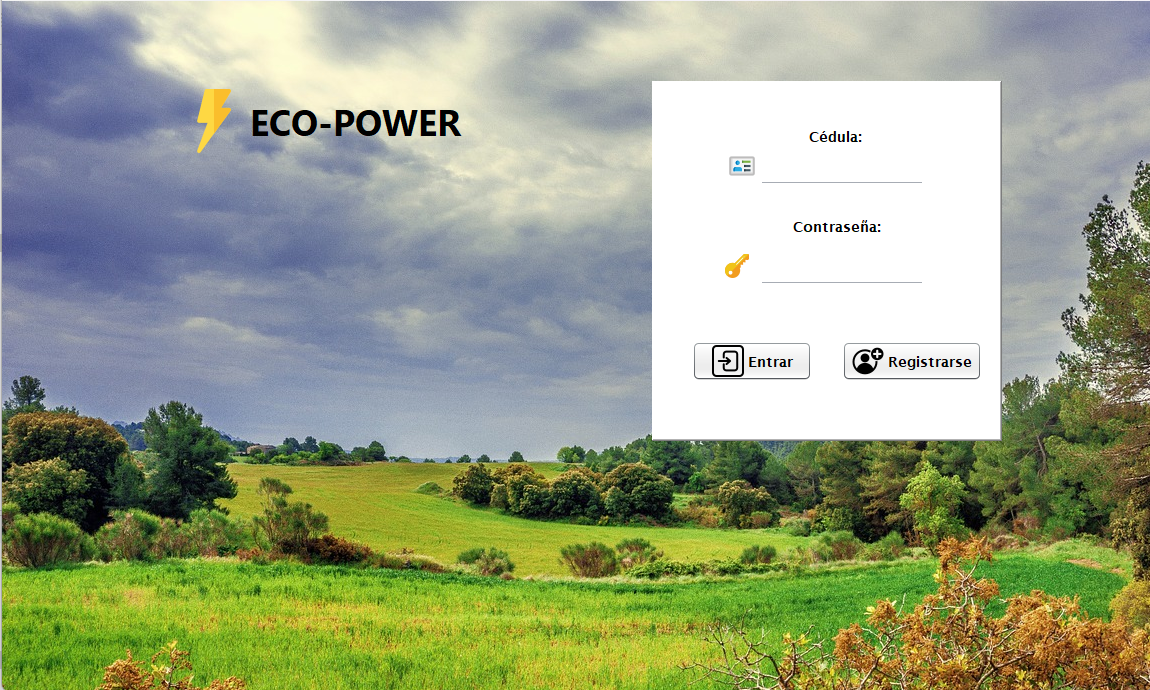 ECO-POWER
Cédula:
Contraseña:
Entrar
Registrarse